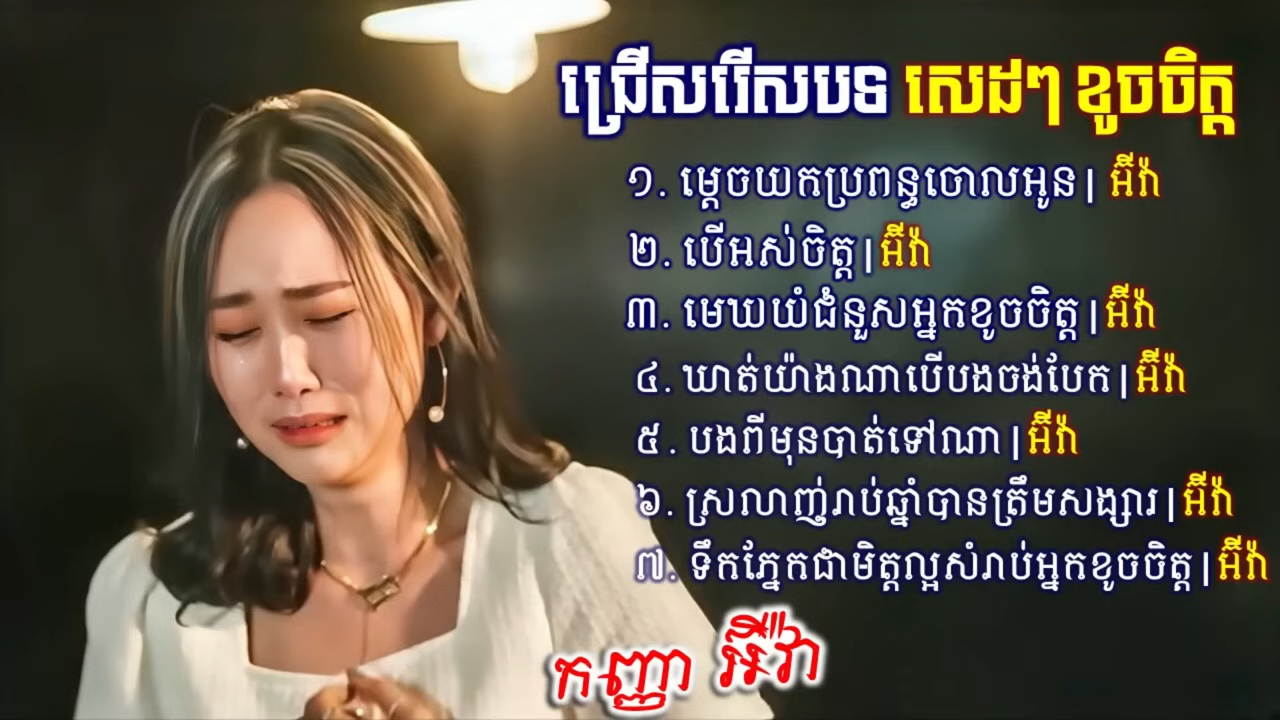 ជ្រើសរើសបទ សេដៗ ខូចចិត្ត
១. ម្ដេចយកប្រពន្ធចោលអូន | អ៊ីវ៉ា
២. បើអស់ចិត្ត | អ៊ីវ៉ា
៣. មេឃយំជំនួសអ្នកខូចចិត្ត | អ៊ីវ៉ា
៤. ឃាត់យ៉ាងណាបើបងចង់បែក | អ៊ីវ៉ា
៥. បងពីមុនបាត់ទៅណា | អ៊ីវ៉ា
៦. ស្រលាញ់រាប់ឆ្នាំបានត្រឹមសង្សារ | អ៊ីវ៉ា
៧. ទឹកភ្នែកជាមិត្តល្អសំរាប់អ្នកខូចចិត្ត | អ៊ីវ៉ា
កញ្ញា អ៊ីវ៉ា